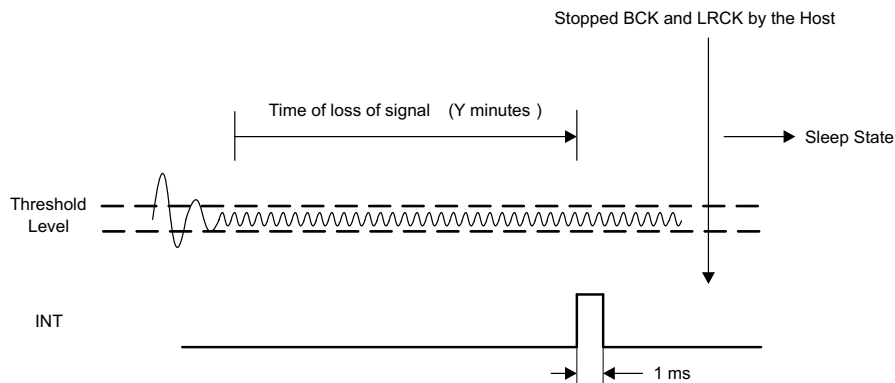 Stopped BCK and LRCK by the Host
Time of loss of signal (Y minutes )
Sleep State
Threshold
Level
INT
1 ms